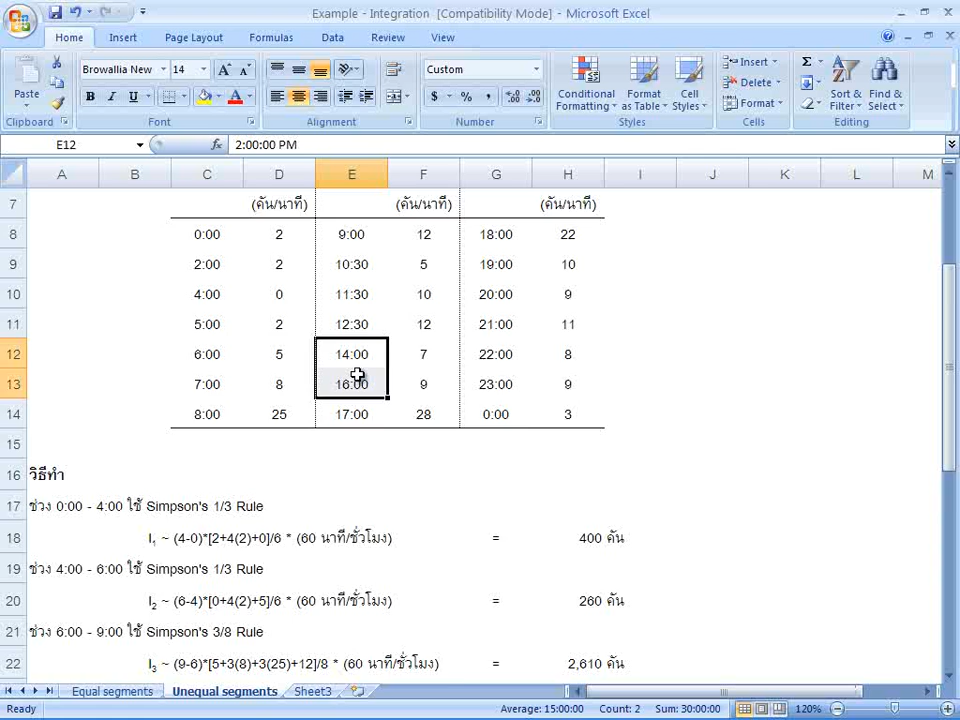 Example - Integration [Compatibility Mode] - Microsoft Excel
Home Insert Page Layout Formulas Data Review View
Paste Browallia New 14 A A Custom Conditional Formatting Format as Table Cell Styles Insert Delete Format Sort & Filter Find & Select
B I U A $ % ,
Clipboard Font Alignment Number Styles Cells Editing
E12 fx 2:00:00 PM
A B C D E F G H I J K L M
7 (คัน/นาที) (คัน/นาที) (คัน/นาที)
8 0:00 2 9:00 12 18:00 22
9 2:00 2 10:30 5 19:00 10
10 4:00 0 11:30 10 20:00 9
11 5:00 2 12:30 12 21:00 11
12 6:00 5 14:00 7 22:00 8
13 7:00 8 16:00 9 23:00 9
14 8:00 25 17:00 28 0:00 3
15
16 วิธีทำ
17 ช่วง 0:00 - 4:00 ใช้ Simpson's 1/3 Rule
18 I1 ~ (4-0)*[2+4(2)+0]/6 * (60 นาที/ชั่วโมง) = 400 คัน
19 ช่วง 4:00 - 6:00 ใช้ Simpson's 1/3 Rule
20 I2 ~ (6-4)*[0+4(2)+5]/6 * (60 นาที/ชั่วโมง) = 260 คัน
21 ช่วง 6:00 - 9:00 ใช้ Simpson's 3/8 Rule
22 I3 ~ (9-6)*[5+3(8)+3(25)+12]/8 * (60 นาที/ชั่วโมง) = 2,610 คัน
Equal segments Unequal segments Sheet3
Ready Average: 15:00:00 Count: 2 Sum: 30:00:00 120%